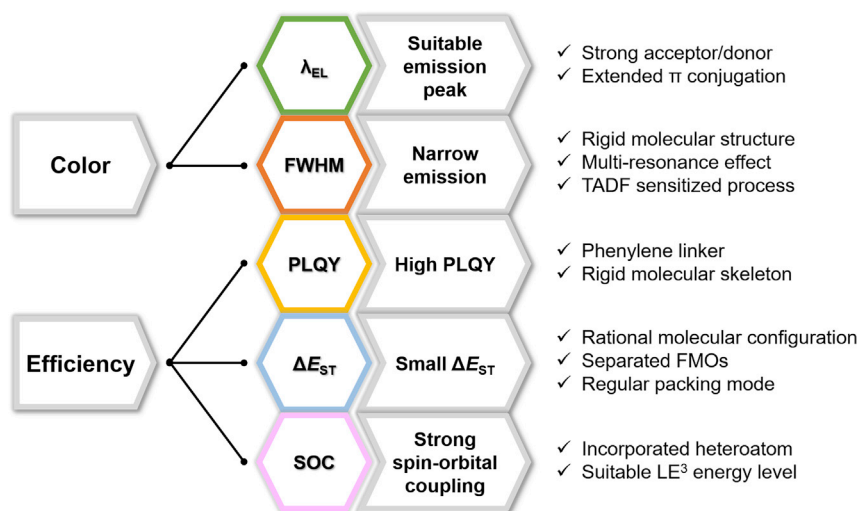 Color
λEL
Suitable
emission
peak
✓ Strong acceptor/donor
✓ Extended π conjugation
FWHM
Narrow
emission
✓ Rigid molecular structure
✓ Multi-resonance effect
✓ TADF sensitized process
Efficiency
PLQY
High PLQY
✓ Phenylene linker
✓ Rigid molecular skeleton
ΔEST
Small ΔEST
✓ Rational molecular configuration
✓ Separated FMOs
✓ Regular packing mode
SOC
Strong
spin-orbital
coupling
✓ Incorporated heteroatom
✓ Suitable LE³ energy level